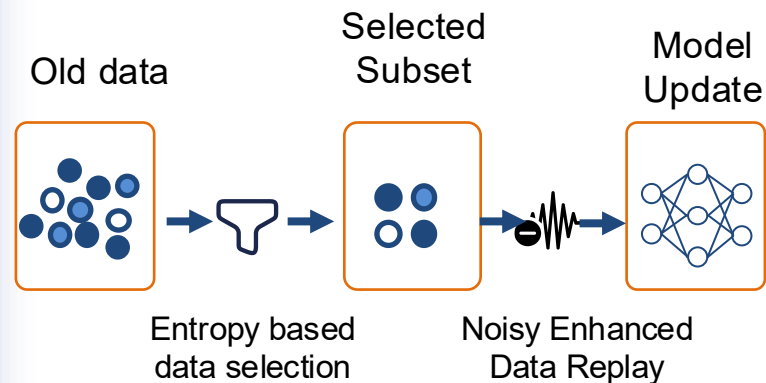 Old data
Selected
Subset
Model
Update
Entropy based
data selection
Noisy Enhanced
Data Replay